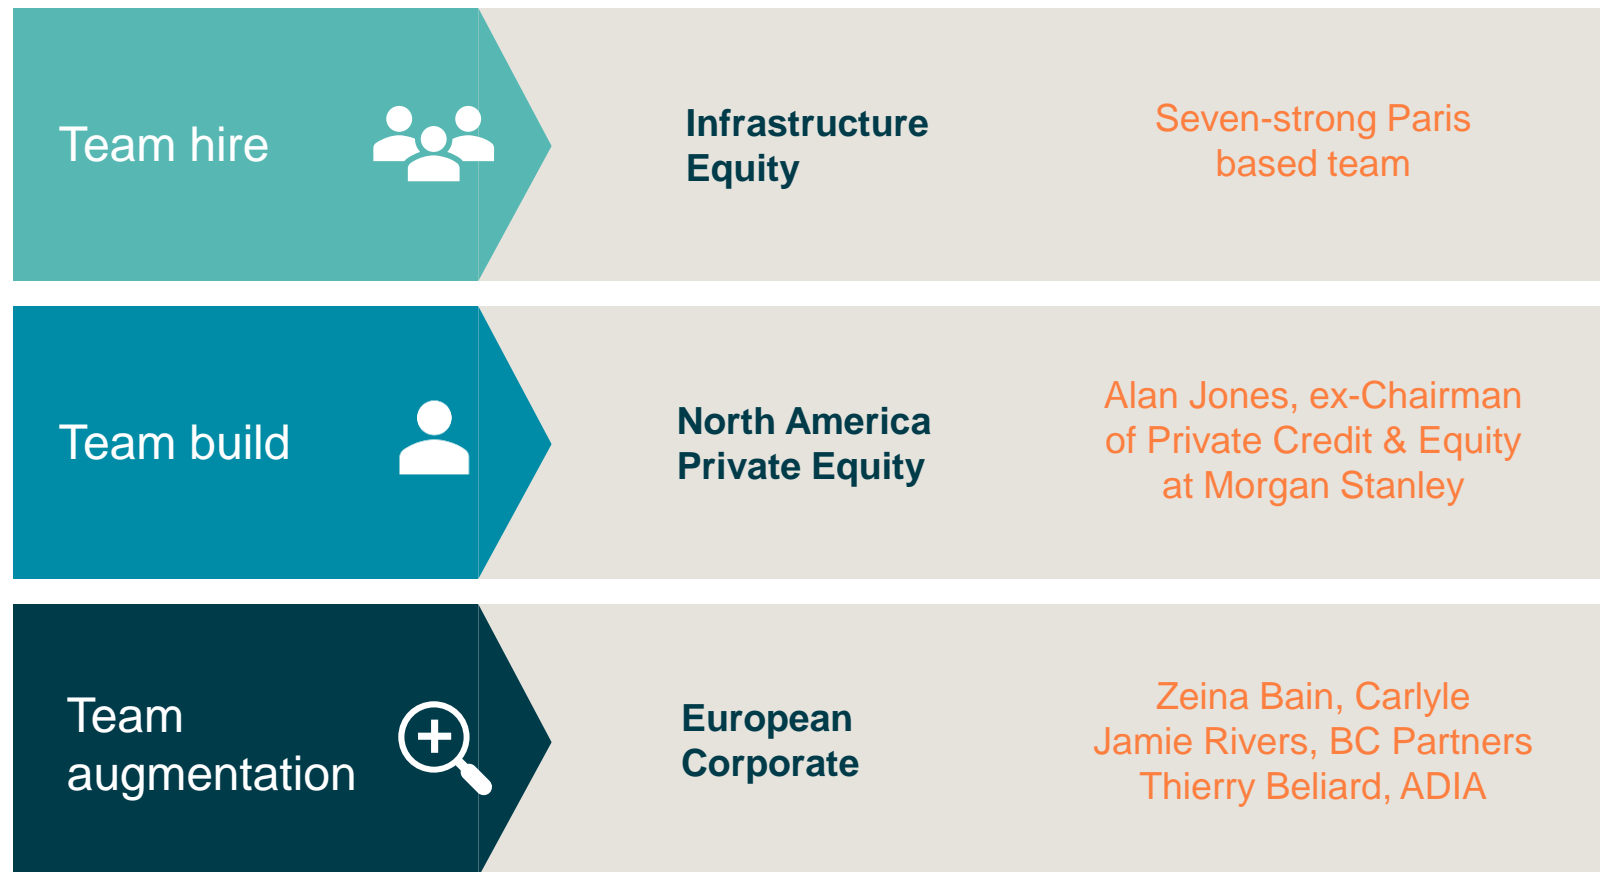 Team hire
Infrastructure
Equity
Seven-strong Paris
based team
Team build
North America
Private Equity
Alan Jones, ex-Chairman
of Private Credit & Equity
at Morgan Stanley
Team
augmentation
European
Corporate
Zeina Bain, Carlyle
Jamie Rivers, BC Partners
Thierry Beliard, ADIA